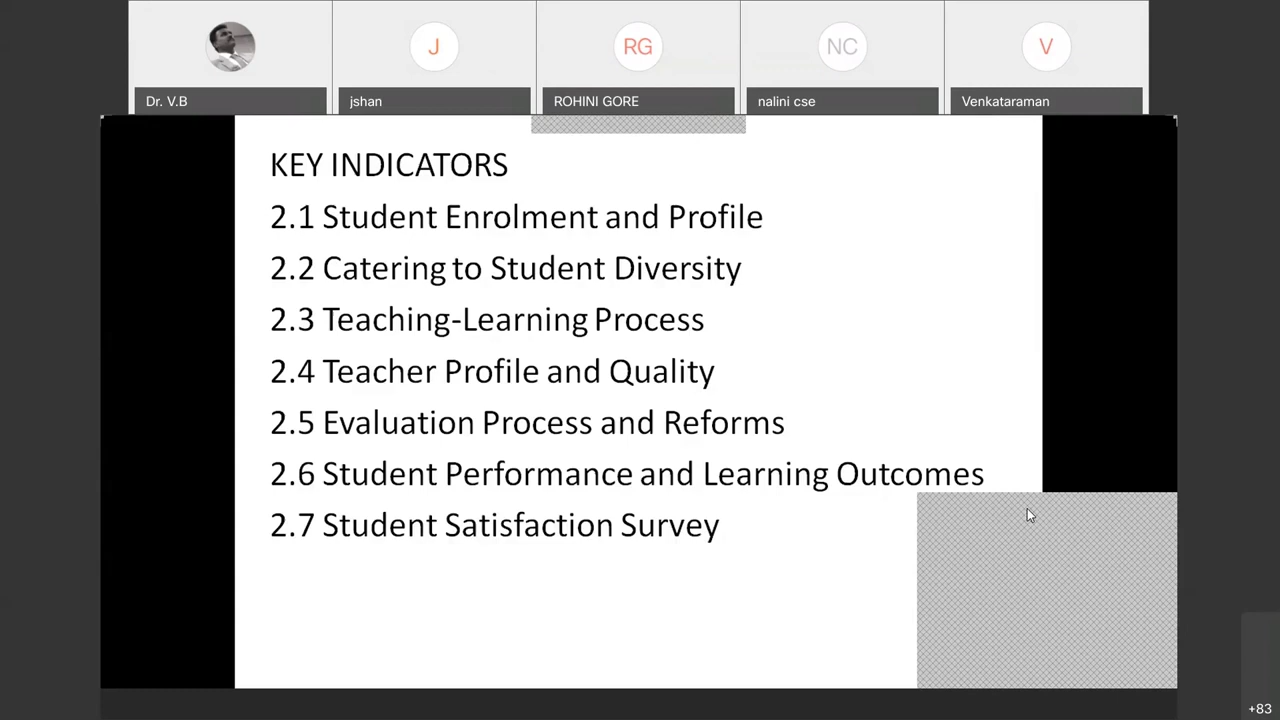 J
RG
NC
V
Dr. V.B
jshan
ROHINI GORE
nalini cse
Venkataraman
KEY INDICATORS
2.1 Student Enrolment and Profile
2.2 Catering to Student Diversity
2.3 Teaching-Learning Process
2.4 Teacher Profile and Quality
2.5 Evaluation Process and Reforms
2.6 Student Performance and Learning Outcomes
2.7 Student Satisfaction Survey
+83